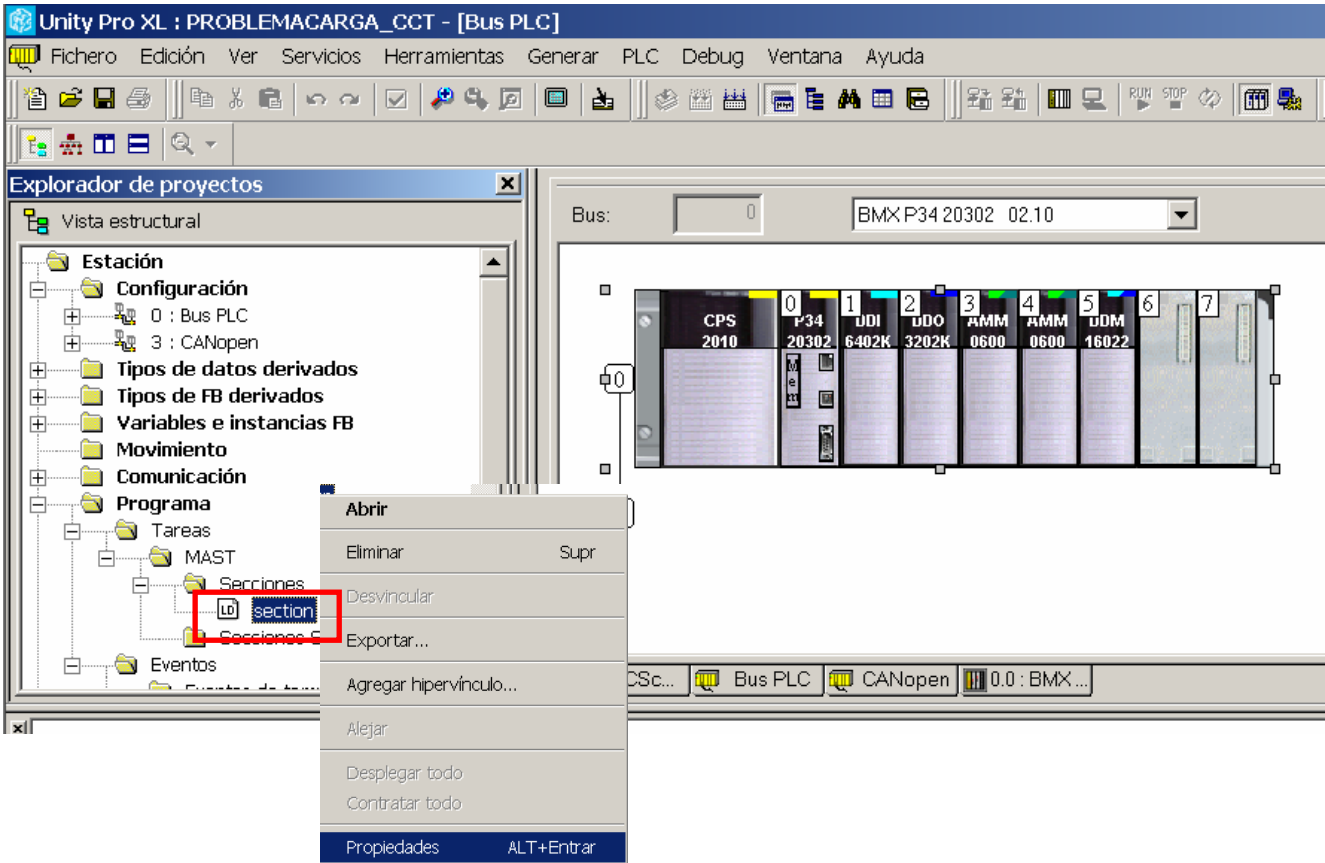 Unity Pro XL : PROBLEMACARGA_CCT - [Bus PLC]
Fichero Edición Ver Servicios Herramientas Generar PLC Debug Ventana Ayuda
RUN STOP
Explorador de proyectos
Vista estructural
Bus: 0 BMX P34 20302 02.10
Estación
Configuración
0 : Bus PLC
3 : CANopen
Tipos de datos derivados
Tipos de FB derivados
Variables e instancias FB
Movimiento
Comunicación
Programa
Tareas
MAST
Secciones
LD section
Secciones S
Eventos
0 1 2 3 4 5 6 7
CPS P34 DDI DDO AMM AMM DDM
2010 20302 6402K 3202K 0600 0600 16022
Mem
0
Abrir
Eliminar Supr
Desvincular
Exportar...
Agregar hipervínculo...
Alejar
Desplegar todo
Contratar todo
Propiedades ALT+Entrar
CSc... Bus PLC CANopen 0.0 : BMX ...